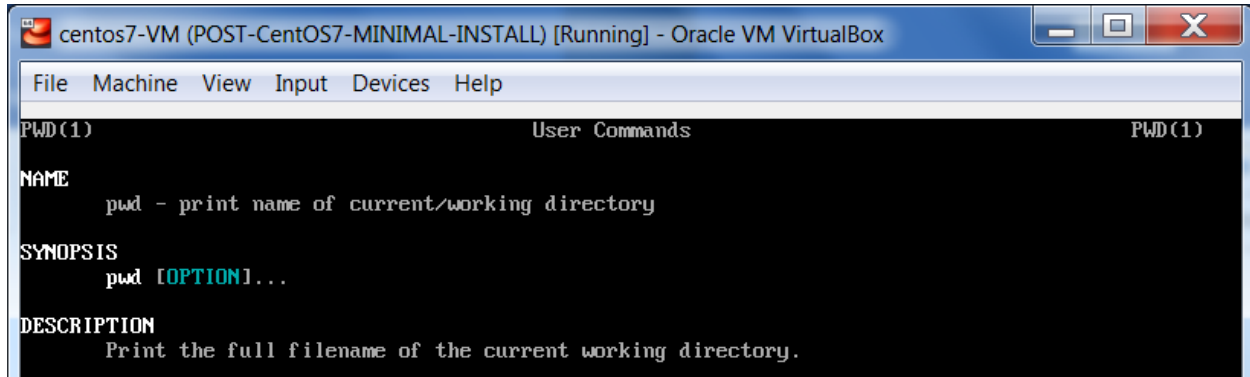 centos7-VM (POST-CentOS7-MINIMAL-INSTALL) [Running] - Oracle VM VirtualBox
File Machine View Input Devices Help
PWD(1) User Commands PWD(1)
NAME
pwd - print name of current/working directory
SYNOPSIS
pwd [OPTION]...
DESCRIPTION
Print the full filename of the current working directory.